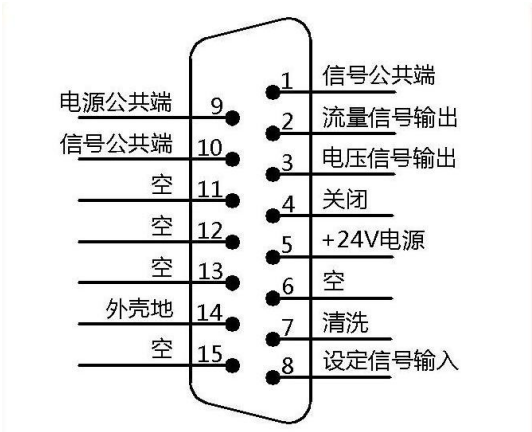 1 信号公共端
电源公共端 9
2 流量信号输出
信号公共端 10
3 电压信号输出
空 11
4 关闭
空 12
5 +24V电源
空 13
6 空
外壳地 14
7 清洗
空 15
8 设定信号输入